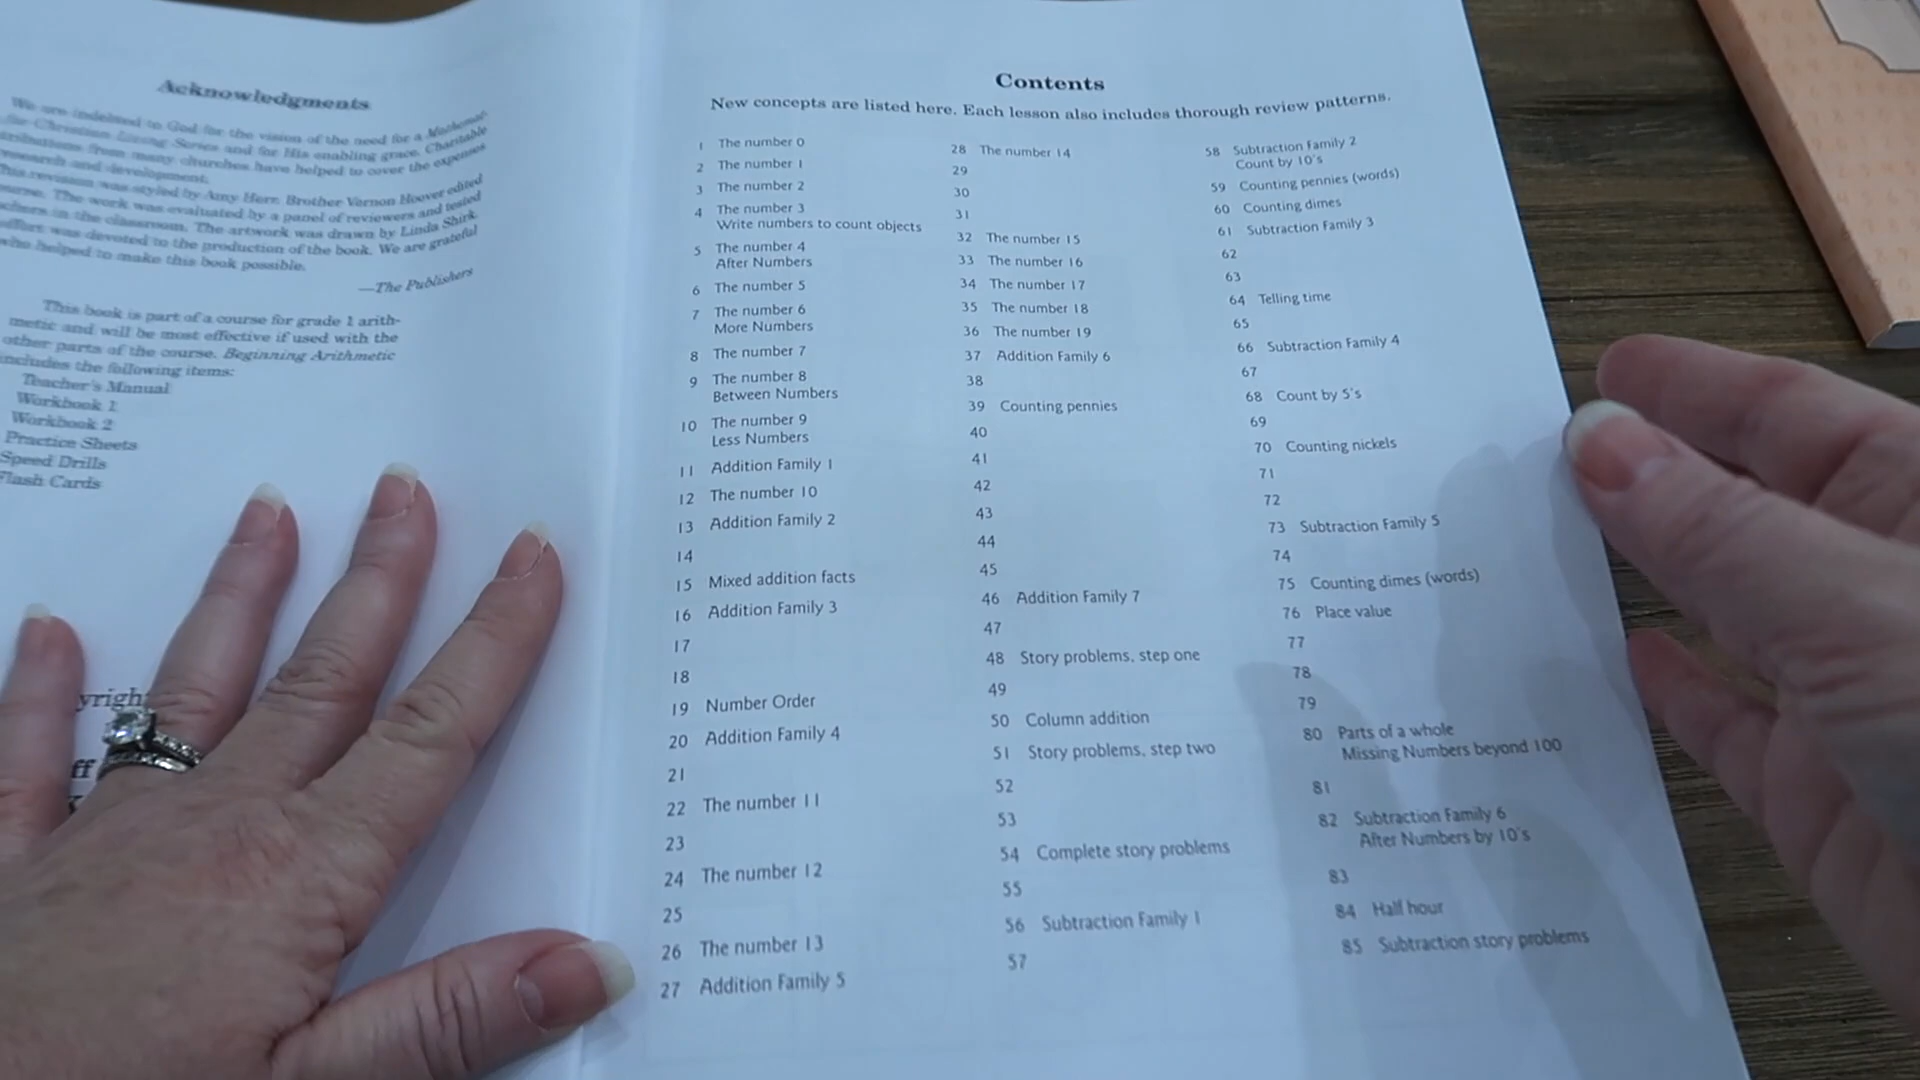 Acknowledgments
We are indebted to God for the vision of the need for a Mathemat-
for Christian Living Series and for His enabling grace. Charitable
tributions from many churches have helped to cover the expenses
research and development.
This revision was styled by Amy Herr. Brother Vernon Hoover edited
course. The work was evaluated by a panel of reviewers and tested
in the classroom. The artwork was drawn by Linda Shirk.
effort was devoted to the production of the book. We are grateful
who helped to make this book possible.
—The Publishers
This book is part of a course for grade 1 arith-
metic and will be most effective if used with the
other parts of the course. Beginning Arithmetic
includes the following items:
Teacher's Manual
Workbook 1
Workbook 2
Practice Sheets
Speed Drills
Flash Cards
yrigh
ff
Contents
New concepts are listed here. Each lesson also includes thorough review patterns.
1 The number 0
2 The number 1
3 The number 2
4 The number 3
Write numbers to count objects
5 The number 4
After Numbers
6 The number 5
7 The number 6
More Numbers
8 The number 7
9 The number 8
Between Numbers
10 The number 9
Less Numbers
11 Addition Family 1
12 The number 10
13 Addition Family 2
14
15 Mixed addition facts
16 Addition Family 3
17
18
19 Number Order
20 Addition Family 4
21
22 The number 11
23
24 The number 12
25
26 The number 13
27 Addition Family 5
28 The number 14
29
30
31
32 The number 15
33 The number 16
34 The number 17
35 The number 18
36 The number 19
37 Addition Family 6
38
39 Counting pennies
40
41
42
43
44
45
46 Addition Family 7
47
48 Story problems, step one
49
50 Column addition
51 Story problems, step two
52
53
54 Complete story problems
55
56 Subtraction Family 1
57
58 Subtraction Family 2
Count by 10's
59 Counting pennies (words)
60 Counting dimes
61 Subtraction Family 3
62
63
64 Telling time
65
66 Subtraction Family 4
67
68 Count by 5's
69
70 Counting nickels
71
72
73 Subtraction Family 5
74
75 Counting dimes (words)
76 Place value
77
78
79
80 Parts of a whole
Missing Numbers beyond 100
81
82 Subtraction Family 6
After Numbers by 10's
83
84 Half hour
85 Subtraction story problems